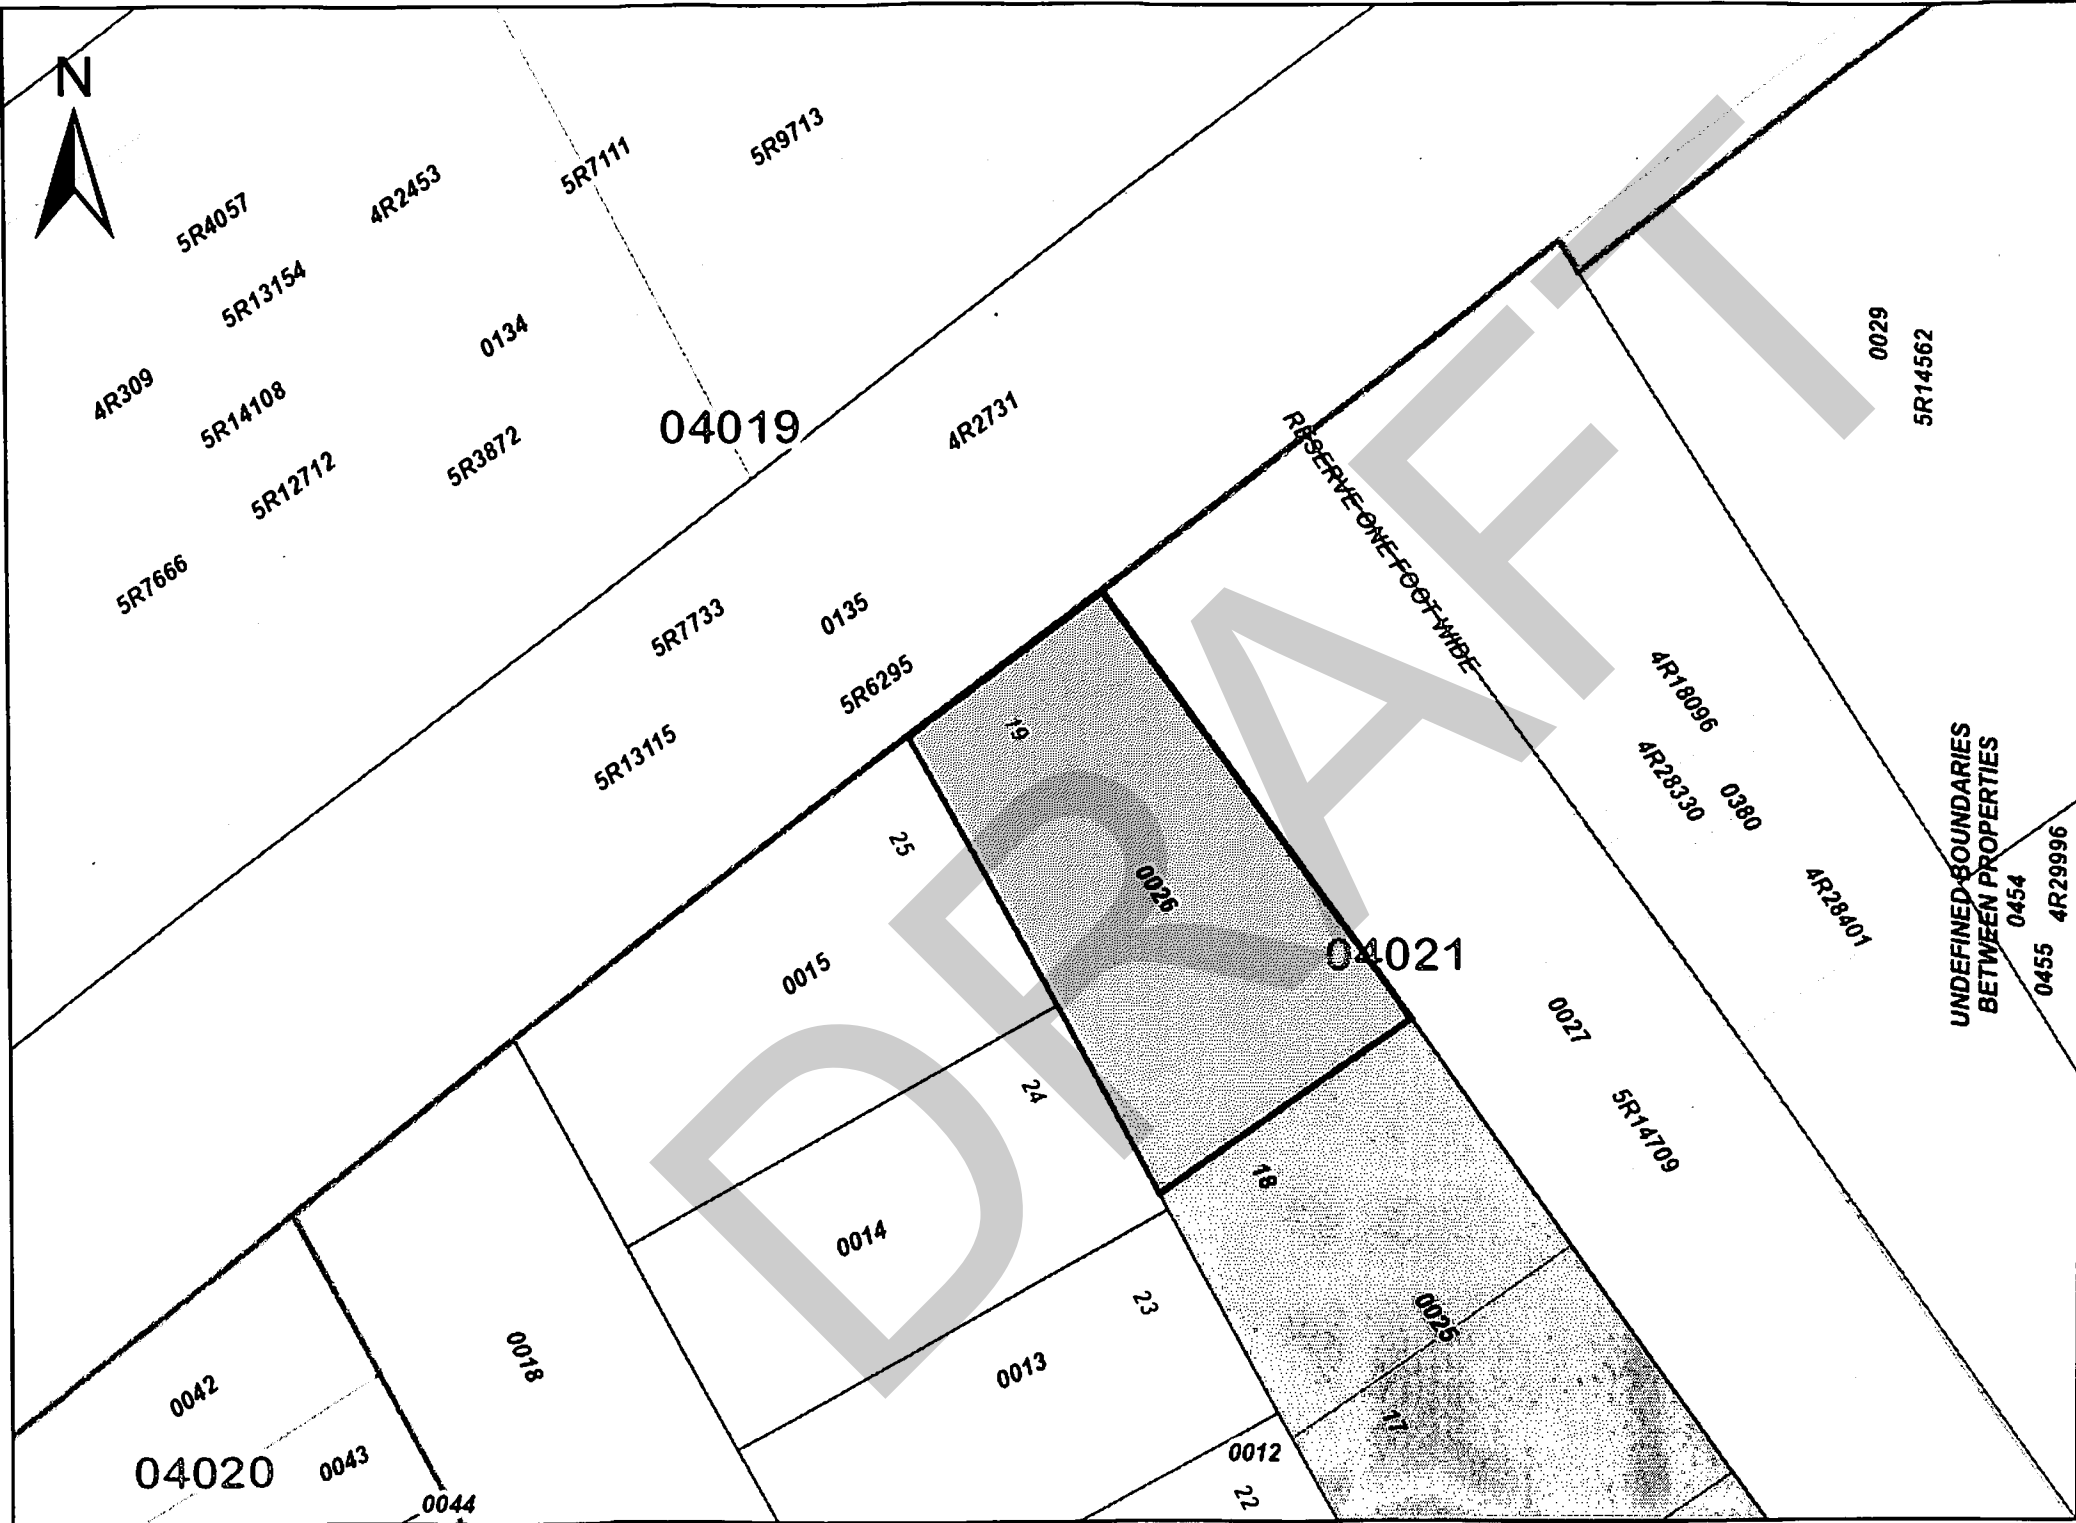 N
5R9713
5R7111
4R2453
5R4057
5R13154
0134
4R309
5R14108
04019
4R2731
5R3872
5R12712
5R7666
0029
5R14562
RESERVE ONE FOOT WIDE
5R7733
0135
5R6295
5R13115
19
25
0026
4R18096
4R28330
0380
4R28401
UNDEFINED BOUNDARIES
BETWEEN PROPERTIES
0454
0455
4R29996
04021
0015
0027
24
5R14709
18
0014
23
0025
0018
0013
17
0042
04020
0043
0044
0012
22
DRAFT